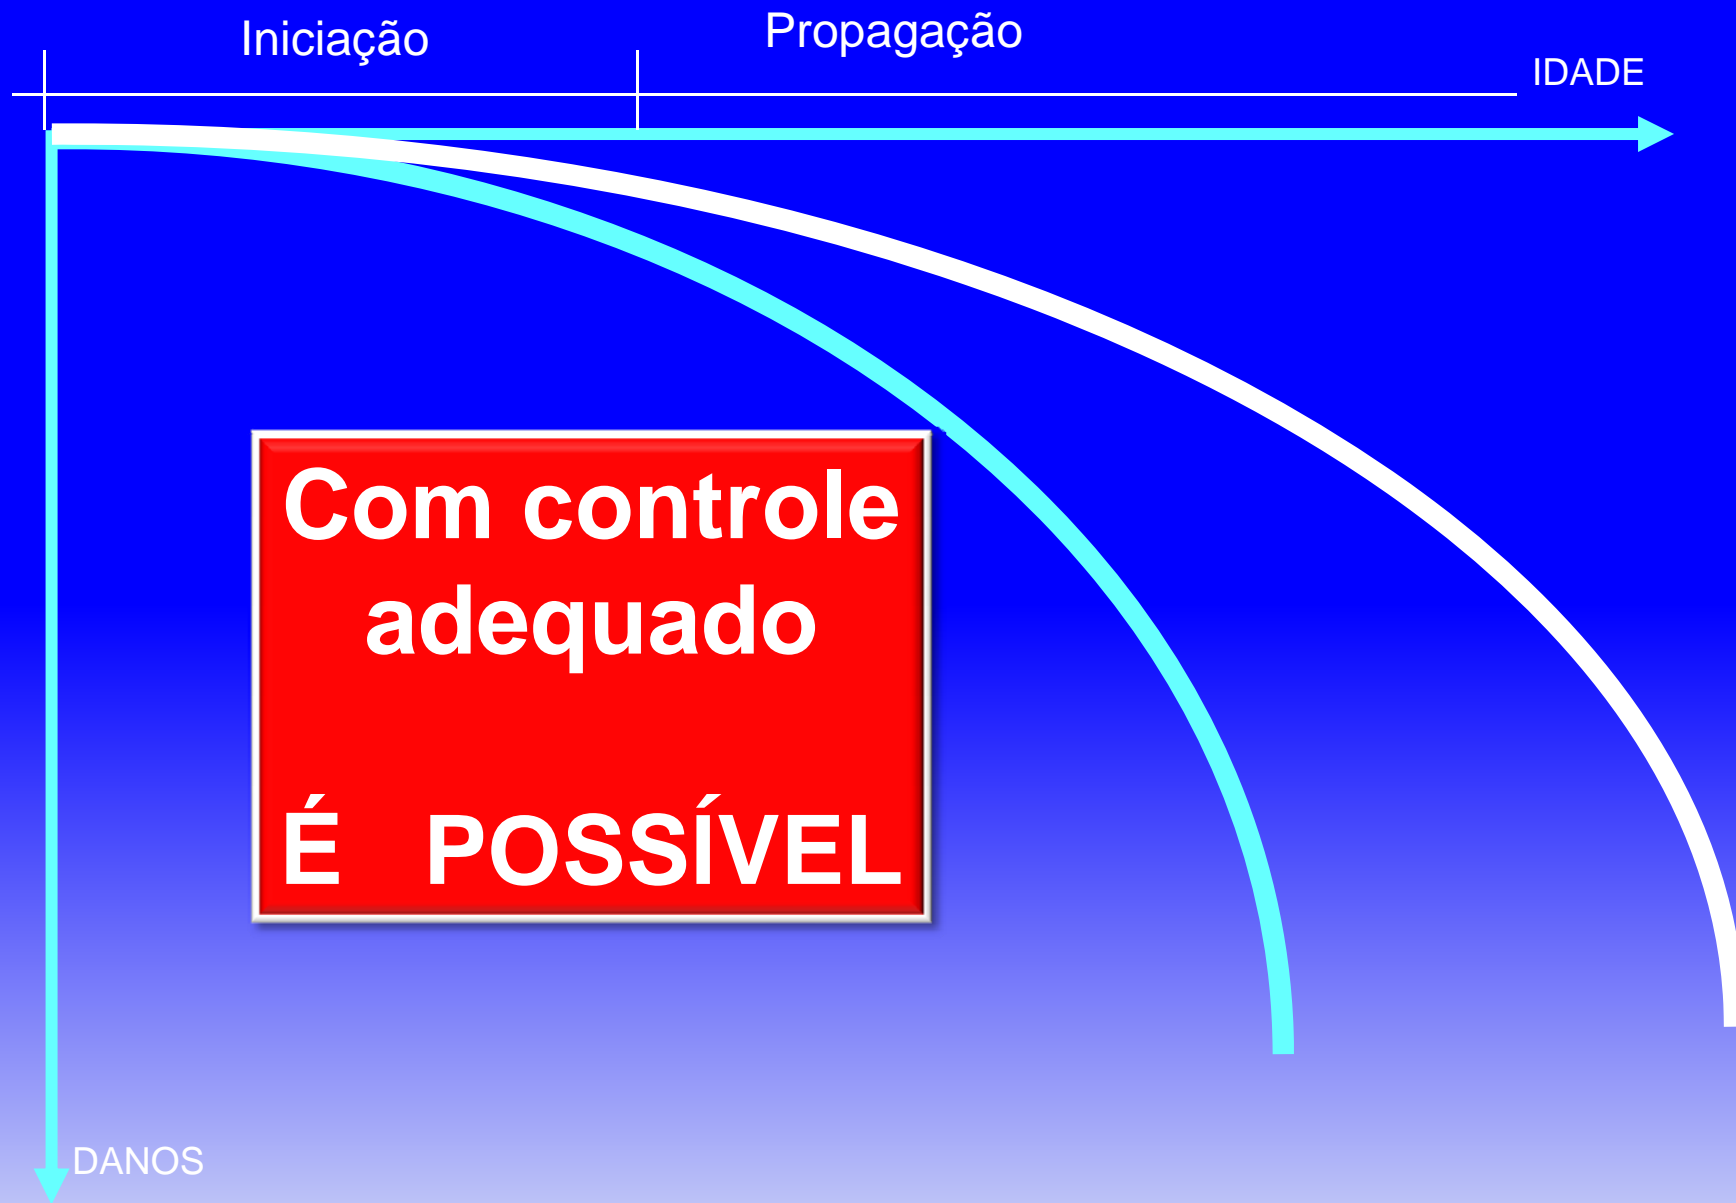 Iniciação
Propagação
IDADE
Com controle
adequado
É POSSÍVEL
DANOS